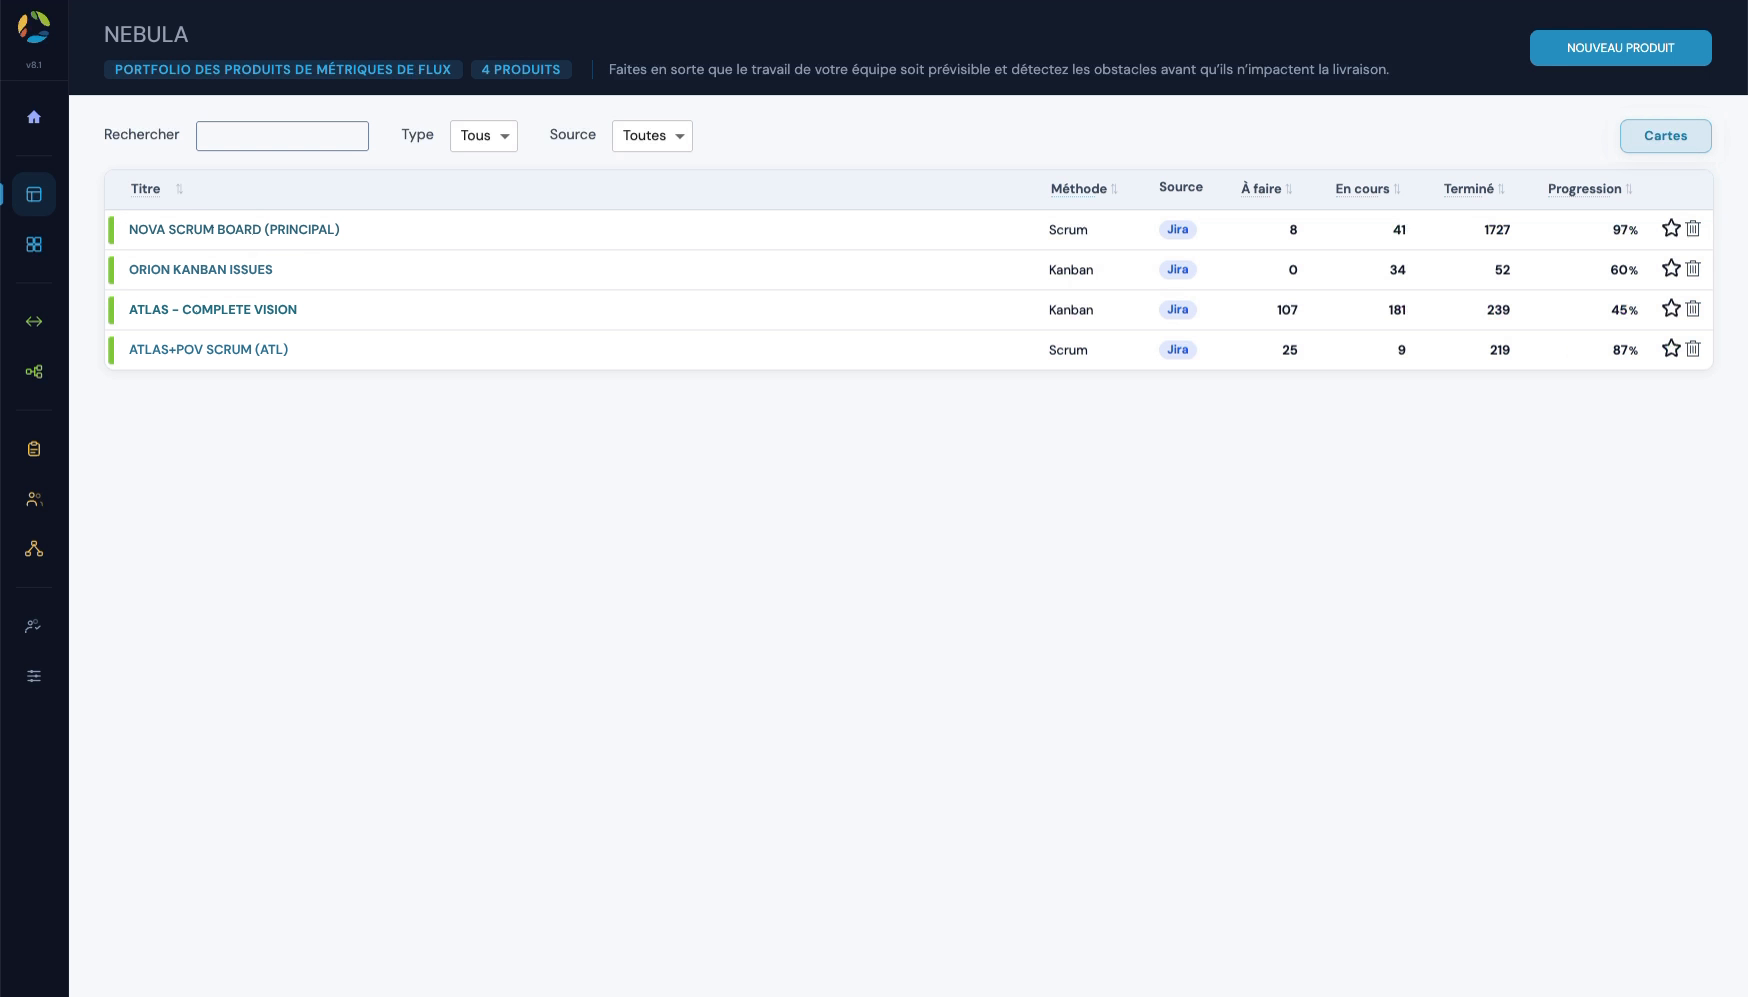 v8.1
NEBULA
PORTFOLIO DES PRODUITS DE MÉTRIQUES DE FLUX 4 PRODUITS Faites en sorte que le travail de votre équipe soit prévisible et détectez les obstacles avant qu’ils n’impactent la livraison.
NOUVEAU PRODUIT
Rechercher Type Tous Source Toutes Cartes
Titre Méthode Source À faire En cours Terminé Progression
NOVA SCRUM BOARD (PRINCIPAL) Scrum Jira 8 41 1727 97%
ORION KANBAN ISSUES Kanban Jira 0 34 52 60%
ATLAS - COMPLETE VISION Kanban Jira 107 181 239 45%
ATLAS+POV SCRUM (ATL) Scrum Jira 25 9 219 87%